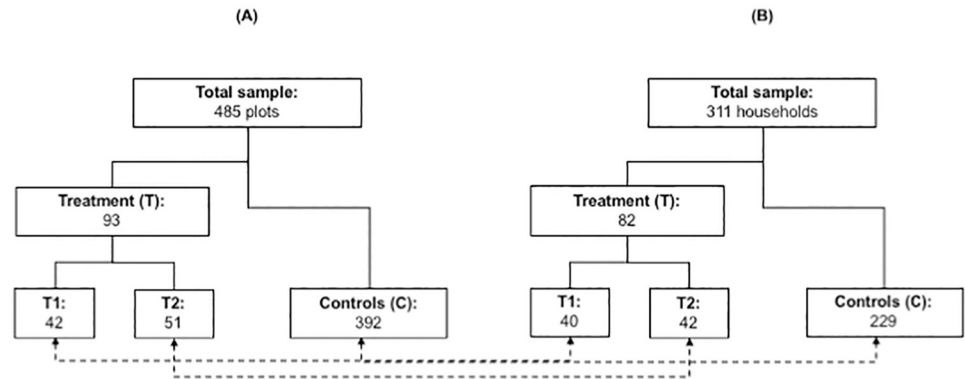 (A)
(B)
Total sample:
485 plots
Total sample:
311 households
Treatment (T):
93
Treatment (T):
82
T1:
42
T2:
51
Controls (C):
392
T1:
40
T2:
42
Controls (C):
229